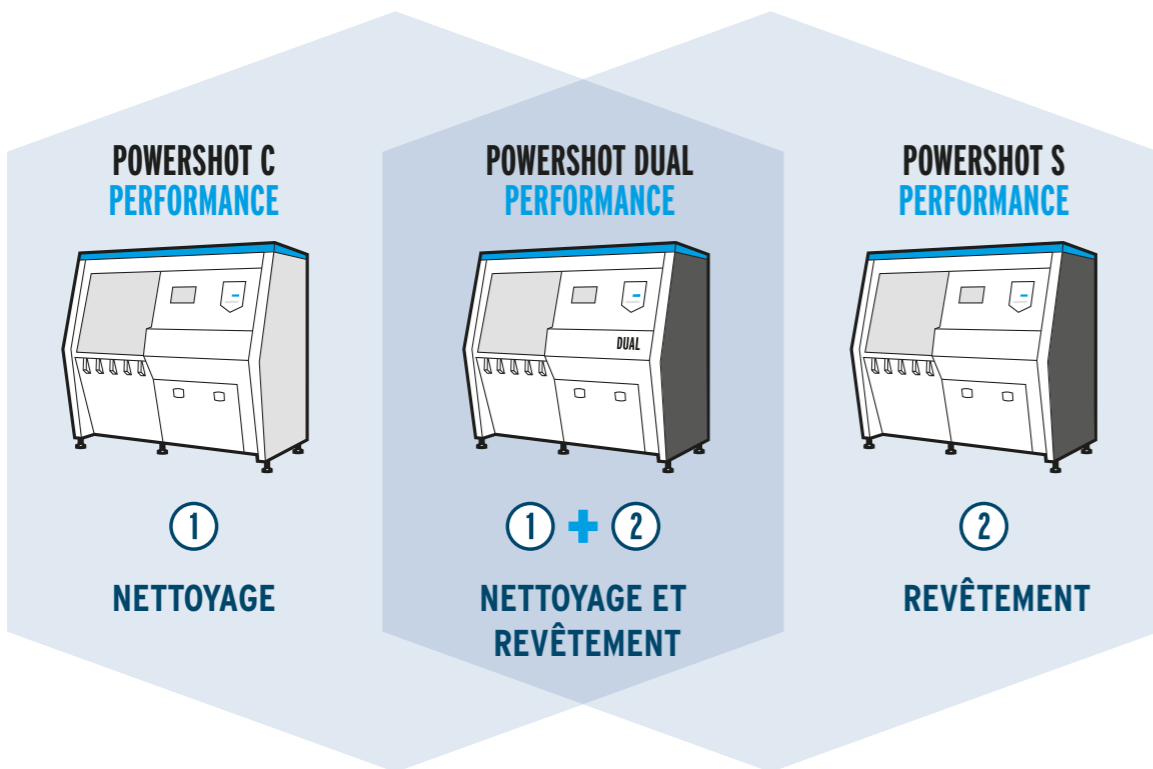 POWERSHOT C
PERFORMANCE
POWERSHOT DUAL
PERFORMANCE
POWERSHOT S
PERFORMANCE
DUAL
1
NETTOYAGE
1 + 2
NETTOYAGE ET
REVÊTEMENT
2
REVÊTEMENT